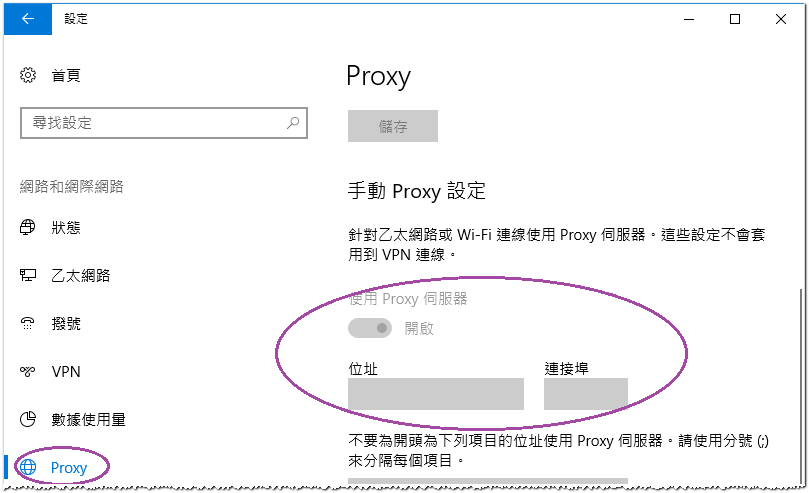 設定
首頁
尋找設定
網路和網際網路
狀態
乙太網路
撥號
VPN
數據使用量
Proxy
Proxy
儲存
手動 Proxy 設定
針對乙太網路或 Wi-Fi 連線使用 Proxy 伺服器。這些設定不會套
用到 VPN 連線。
使用 Proxy 伺服器
開啟
位址 連接埠
不要為開頭為下列項目的位址使用 Proxy 伺服器。請使用分號 (;)
來分隔每個項目。